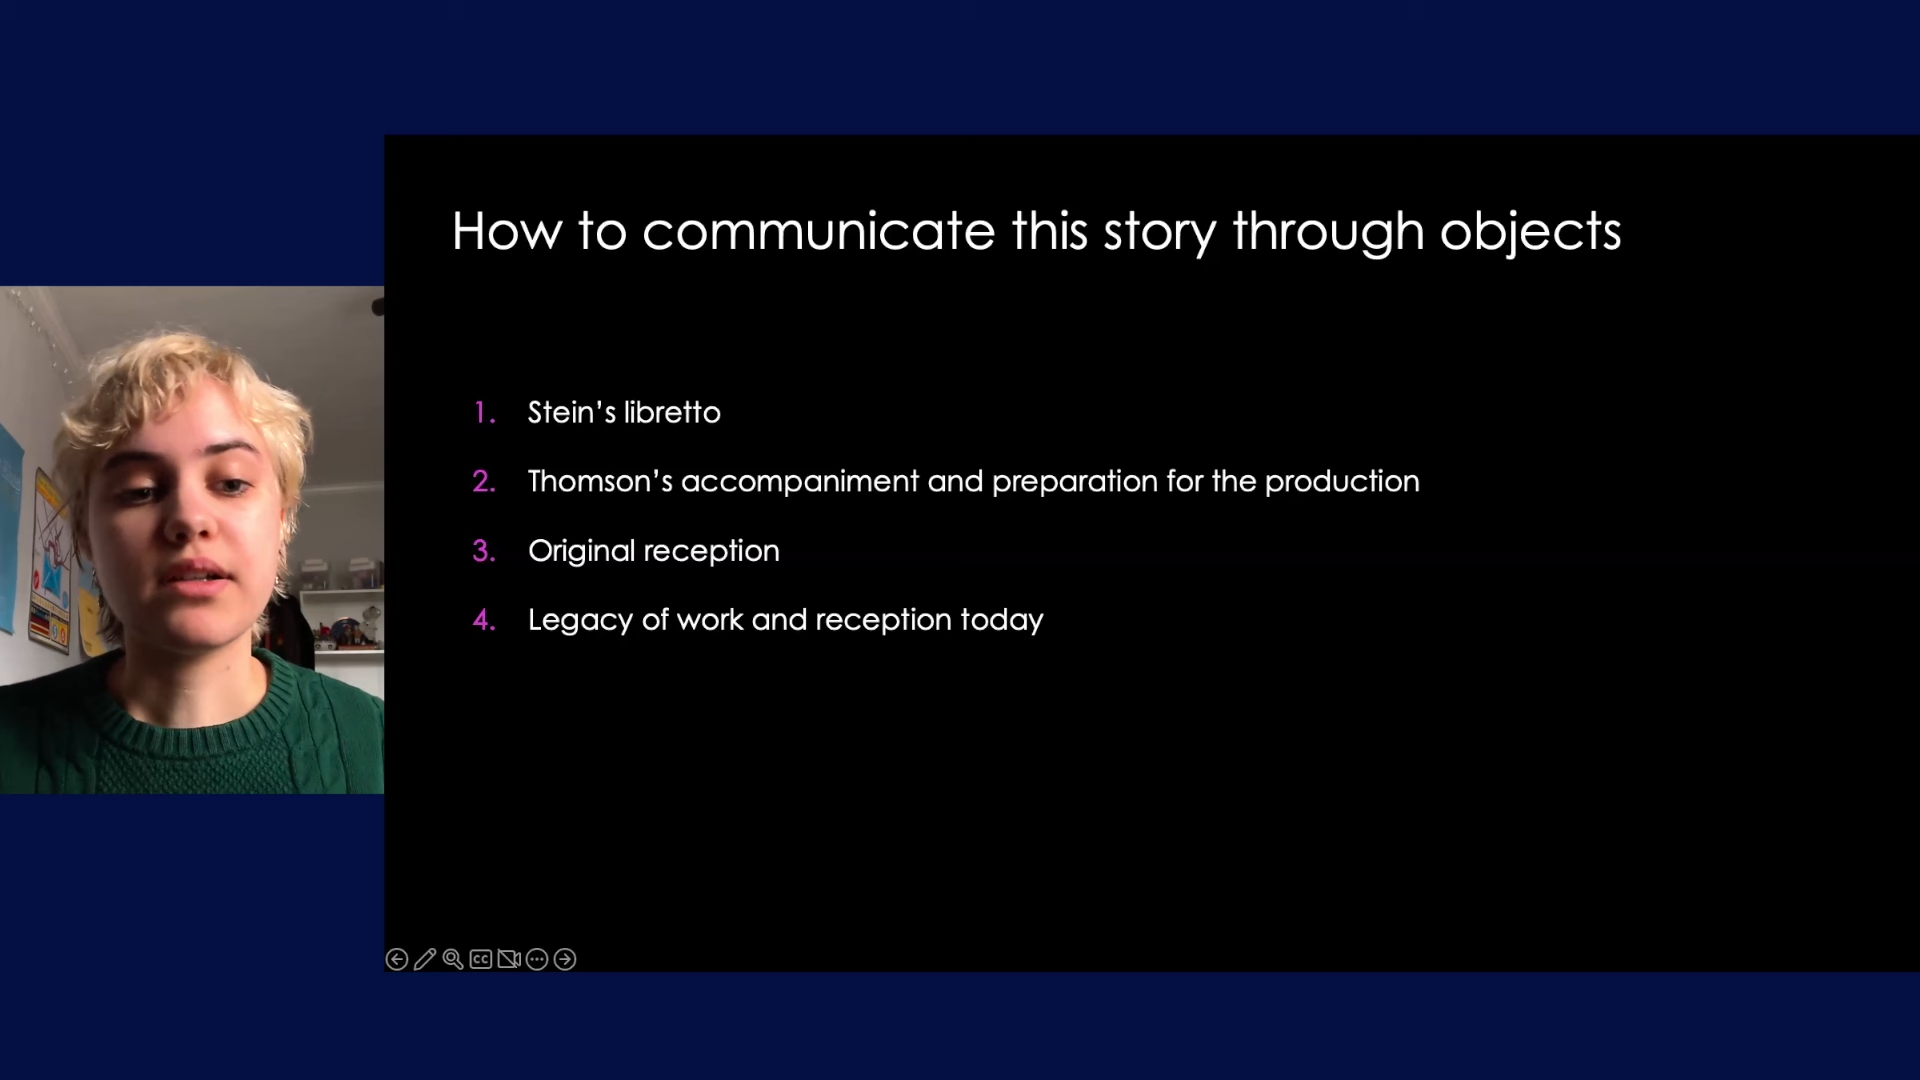 How to communicate this story through objects
1. Stein's libretto
2. Thomson's accompaniment and preparation for the production
3. Original reception
4. Legacy of work and reception today
CC